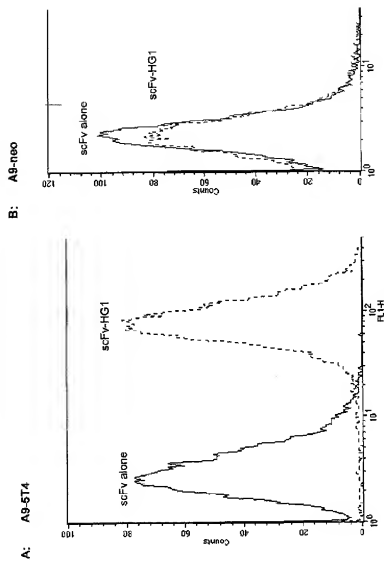 A: A9-5T4
100
80
60
40
20
0
Counts
scFv alone
scFv-HG1
10⁰ 10¹ 10²
FL1-H
B: A9-neo
120
100
80
60
40
20
0
Counts
scFv alone
scFv-HG1
10⁰ 10¹